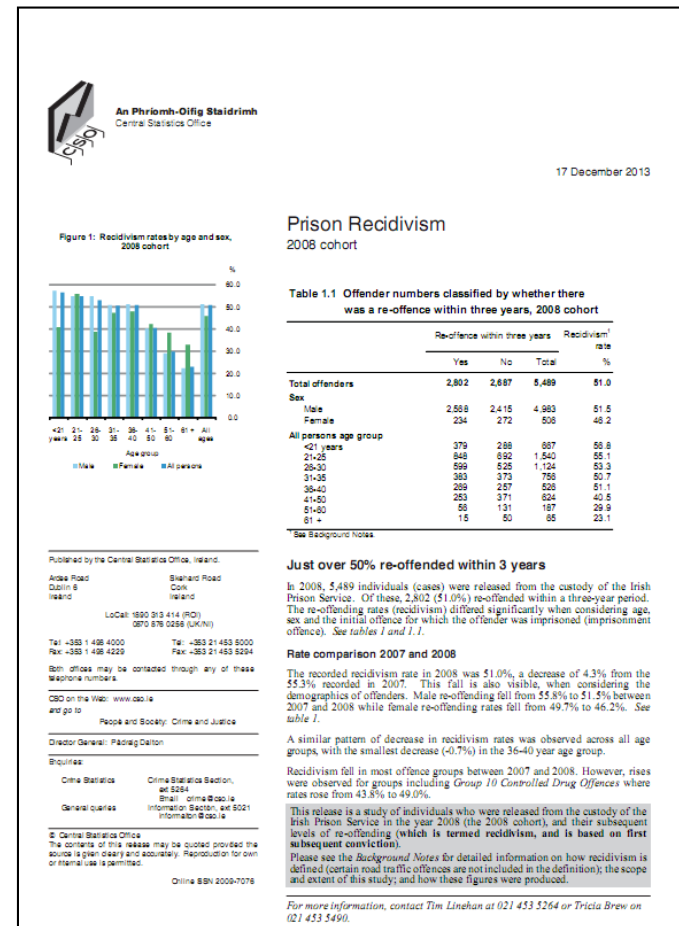 An Phríomh-Oifig Staidrimh
Central Statistics Office
cso
17 December 2013
Figure 1: Recidivism rates by age and sex,
2008 cohort
%
60.0
50.0
40.0
30.0
20.0
10.0
0.0
<21 years 21-25 26-30 31-35 36-40 41-50 51-60 61 + All ages
Age group
Male Female All persons
Prison Recidivism
2008 cohort
Table 1.1 Offender numbers classified by whether there
was a re-offence within three years, 2008 cohort
Re-offence within three years Recidivism¹
rate
Yes No Total %
Total offenders 2,802 2,687 5,489 51.0
Sex
Male 2,568 2,415 4,983 51.5
Female 234 272 506 46.2
All persons age group
<21 years 379 288 667 56.8
21-25 848 692 1,540 55.1
26-30 599 525 1,124 53.3
31-35 383 373 756 50.7
36-40 269 257 526 51.1
41-50 253 371 624 40.5
51-60 56 131 187 29.9
61 + 15 50 65 23.1
¹ See Background Notes.
Published by the Central Statistics Office, Ireland.
Ardee Road Skehard Road
Dublin 6 Cork
Ireland Ireland
LoCall: 1890 313 414 (ROI)
0870 876 0256 (UK/NI)
Tel: +353 1 498 4000 Tel: +353 21 453 5000
Fax: +353 1 498 4229 Fax: +353 21 453 5294
Both offices may be contacted through any of these
telephone numbers.
CSO on the Web: www.cso.ie
and go to
People and Society: Crime and Justice
Director General: Pádraig Dalton
Enquiries:
Crime Statistics Crime Statistics Section,
ext 5264
Email crime@cso.ie
General queries Information Section, ext 5021
information@cso.ie
© Central Statistics Office
The contents of this release may be quoted provided the
source is given clearly and accurately. Reproduction for own
or internal use is permitted.
Online ISSN 2009-7076
Just over 50% re-offended within 3 years
In 2008, 5,489 individuals (cases) were released from the custody of the Irish
Prison Service. Of these, 2,802 (51.0%) re-offended within a three-year period.
The re-offending rates (recidivism) differed significantly when considering age,
sex and the initial offence for which the offender was imprisoned (imprisonment
offence). See tables 1 and 1.1.
Rate comparison 2007 and 2008
The recorded recidivism rate in 2008 was 51.0%, a decrease of 4.3% from the
55.3% recorded in 2007. This fall is also visible, when considering the
demographics of offenders. Male re-offending fell from 55.8% to 51.5% between
2007 and 2008 while female re-offending rates fell from 49.7% to 46.2%. See
table 1.
A similar pattern of decrease in recidivism rates was observed across all age
groups, with the smallest decrease (-0.7%) in the 36-40 year age group.
Recidivism fell in most offence groups between 2007 and 2008. However, rises
were observed for groups including Group 10 Controlled Drug Offences where
rates rose from 43.8% to 49.0%.
This release is a study of individuals who were released from the custody of the
Irish Prison Service in the year 2008 (the 2008 cohort), and their subsequent
levels of re-offending (which is termed recidivism, and is based on first
subsequent conviction).
Please see the Background Notes for detailed information on how recidivism is
defined (certain road traffic offences are not included in the definition); the scope
and extent of this study; and how these figures were produced.
For more information, contact Tim Linehan at 021 453 5264 or Tricia Brew on
021 453 5490.